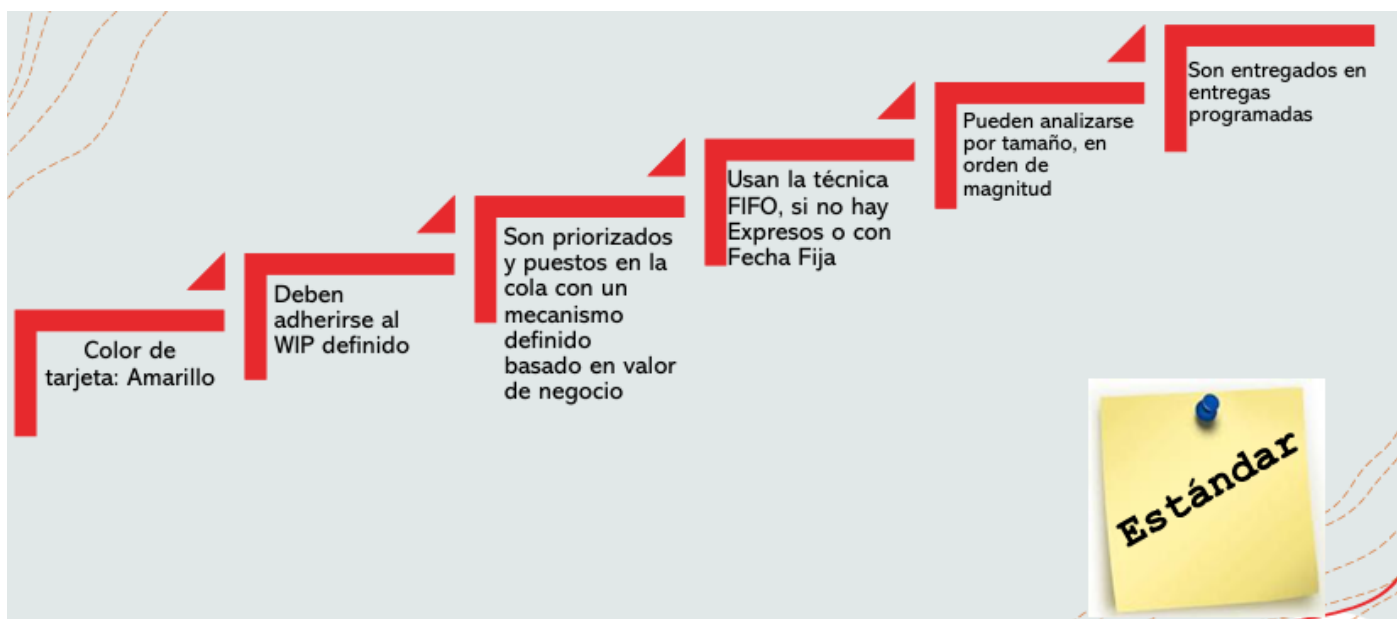 Color de
tarjeta: Amarillo
Deben
adherirse al
WIP definido
Son priorizados
y puestos en la
cola con un
mecanismo
definido
basado en valor
de negocio
Usan la técnica
FIFO, si no hay
Expresos o con
Fecha Fija
Pueden analizarse
por tamaño, en
orden de
magnitud
Son entregados en
entregas
programadas
Estándar